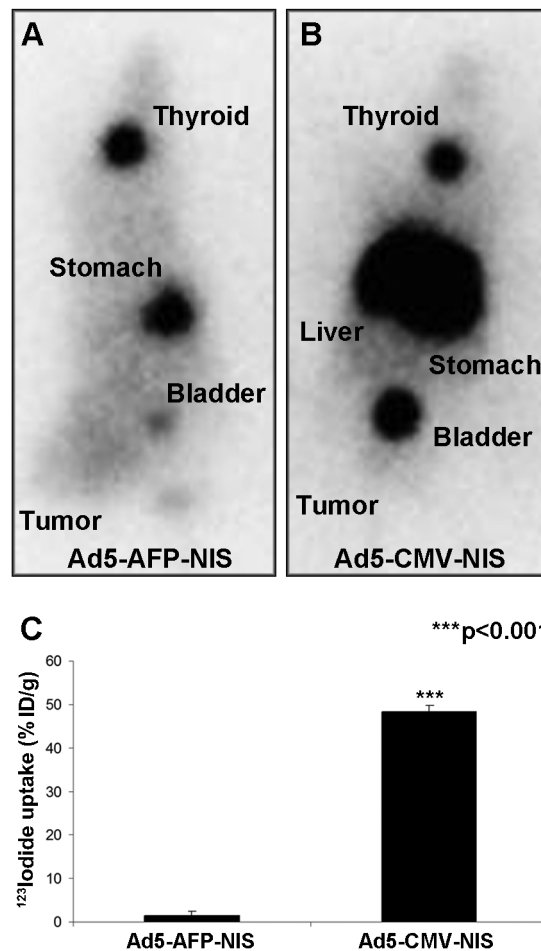 A
Thyroid
Stomach
Bladder
Tumor
Ad5-AFP-NIS
B
Thyroid
Liver
Stomach
Bladder
Tumor
Ad5-CMV-NIS
C
***p<0.001
60
50
40
30
20
10
0
123Iodide uptake (% ID/g)
***
Ad5-AFP-NIS
Ad5-CMV-NIS